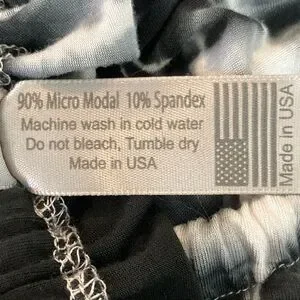 90% Micro Modal 10% Spandex
Machine wash in cold water
Do not bleach, Tumble dry
Made in USA
Made in USA